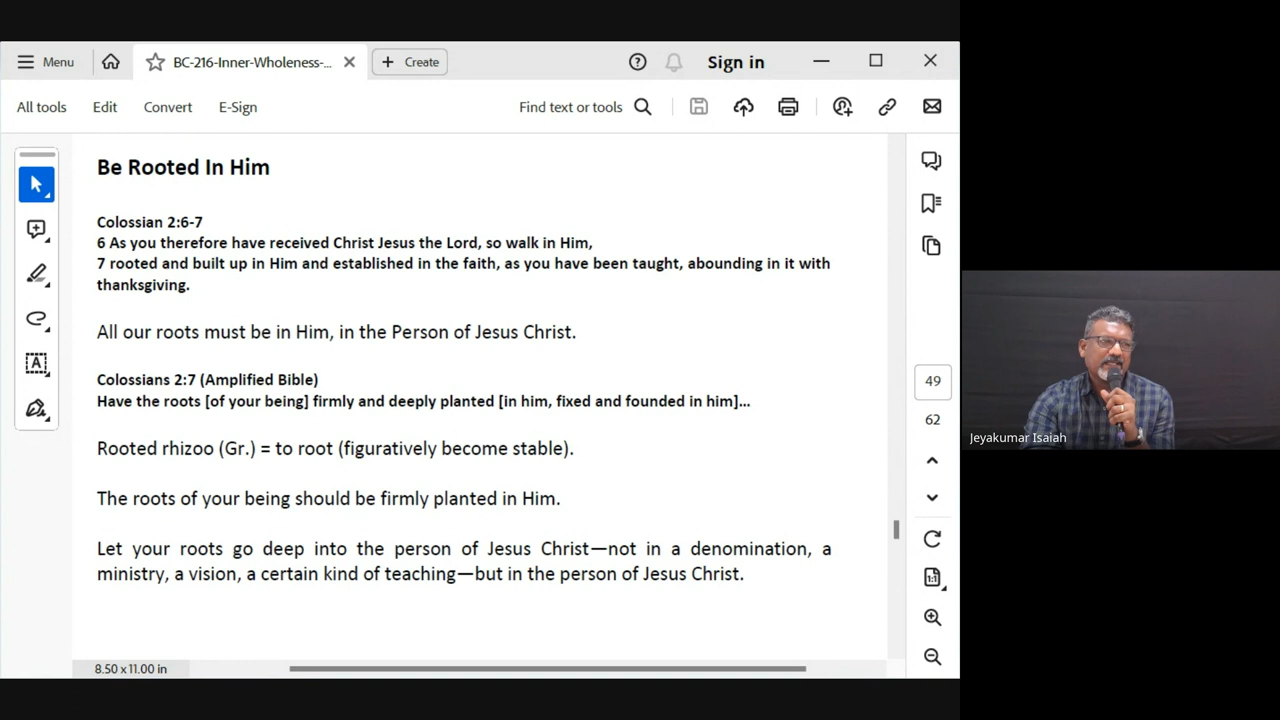 Menu
BC-216-Inner-Wholeness-...
Create
Sign in
All tools
Edit
Convert
E-Sign
Find text or tools
Be Rooted In Him
Colossian 2:6-7
6 As you therefore have received Christ Jesus the Lord, so walk in Him,
7 rooted and built up in Him and established in the faith, as you have been taught, abounding in it with
thanksgiving.
All our roots must be in Him, in the Person of Jesus Christ.
Colossians 2:7 (Amplified Bible)
Have the roots [of your being] firmly and deeply planted [in him, fixed and founded in him]...
Rooted rhizoo (Gr.) = to root (figuratively become stable).
The roots of your being should be firmly planted in Him.
Let your roots go deep into the person of Jesus Christ—not in a denomination, a
ministry, a vision, a certain kind of teaching—but in the person of Jesus Christ.
8.50 x 11.00 in
49
62
1:1
Jeyakumar Isaiah